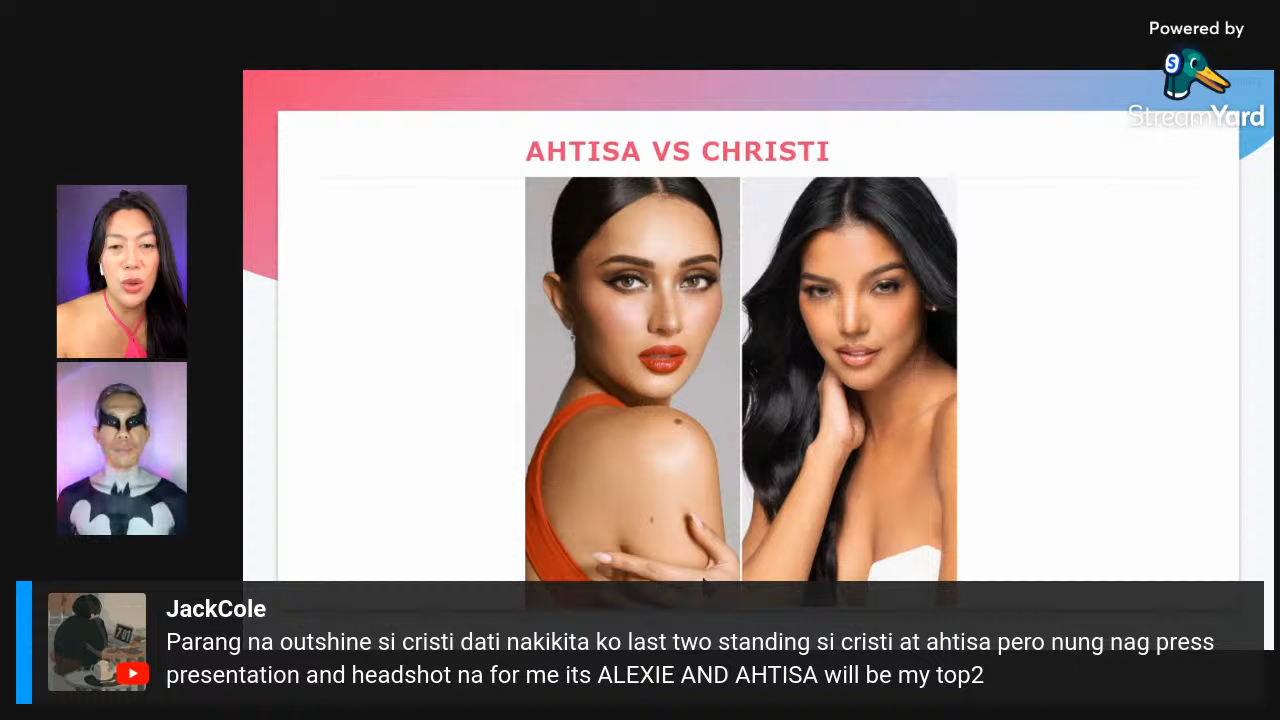 Powered by
StreamYard
AHTISA VS CHRISTI
JackCole
Parang na outshine si cristi dati nakikita ko last two standing si cristi at ahtisa pero nung nag press
presentation and headshot na for me its ALEXIE AND AHTISA will be my top2